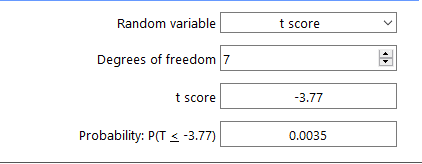 Random variable t score
Degrees of freedom 7
t score -3.77
Probability: P(T ≤ -3.77) 0.0035